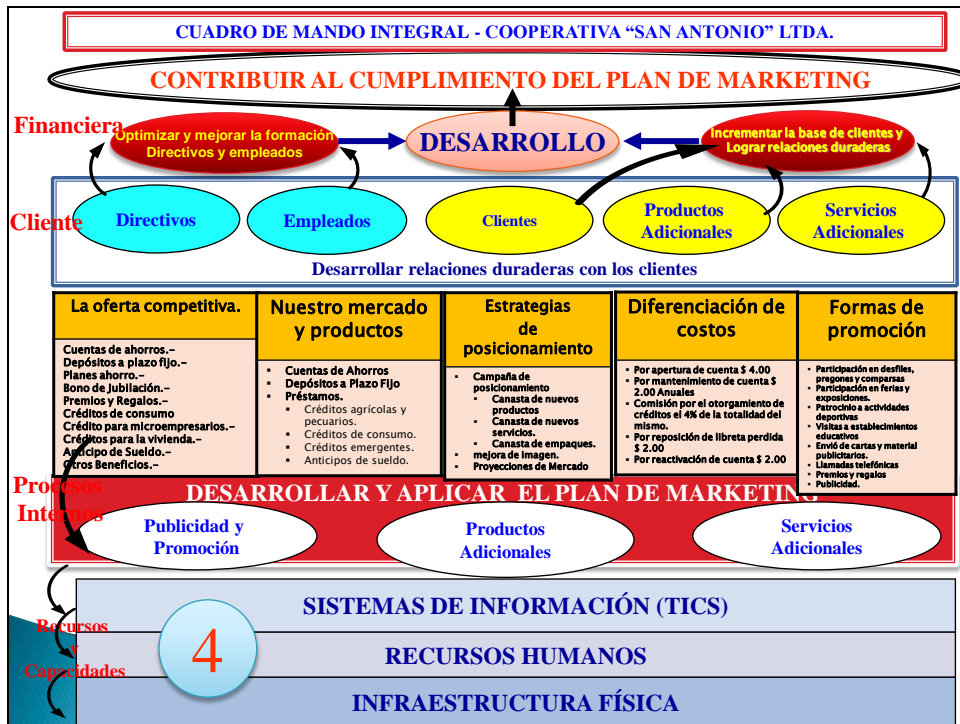 CUADRO DE MANDO INTEGRAL - COOPERATIVA “SAN ANTONIO” LTDA.
CONTRIBUIR AL CUMPLIMIENTO DEL PLAN DE MARKETING
Financiera
Optimizar y mejorar la formación
Directivos y empleados
DESARROLLO
Incrementar la base de clientes y
Lograr relaciones duraderas
Cliente
Directivos
Empleados
Clientes
Productos
Adicionales
Servicios
Adicionales
Desarrollar relaciones duraderas con los clientes
La oferta competitiva.
Cuentas de ahorros.-
Depósitos a plazo fijo.-
Planes ahorro.-
Bono de Jubilación.-
Premios y Regalos.-
Créditos de consumo
Crédito para microempresarios.-
Créditos para la vivienda.-
Anticipo de Sueldo.-
Otros Beneficios.-
Nuestro mercado
y productos
▪ Cuentas de Ahorros
▪ Depósitos a Plazo Fijo
▪ Préstamos.
▪ Créditos agrícolas y
pecuarios.
▪ Créditos de consumo.
▪ Créditos emergentes.
▪ Anticipos de sueldo.
Estrategias
de
posicionamiento
▪ Campaña de
posicionamiento
▪ Canasta de nuevos
productos
▪ Canasta de nuevos
servicios.
▪ Canasta de empaques.
▪ mejora de imagen.
▪ Proyecciones de Mercado
Diferenciación de
costos
▪ Por apertura de cuenta $ 4.00
▪ Por mantenimiento de cuenta $
2.00 Anuales
▪ Comisión por el otorgamiento de
créditos el 4% de la totalidad del
mismo.
▪ Por reposición de libreta perdida
$ 2.00
▪ Por reactivación de cuenta $ 2.00
Formas de
promoción
▪ Participación en desfiles,
pregones y comparsas
▪ Participación en ferias y
exposiciones.
▪ Patrocinio a actividades
deportivas
▪ Visitas a establecimientos
educativos
▪ Envió de cartas y material
publicitarios.
▪ Llamadas telefónicas
▪ Premios y regalos
▪ Publicidad.
Procesos
Internos
DESARROLLAR Y APLICAR EL PLAN DE MARKETING
Publicidad y
Promoción
Productos
Adicionales
Servicios
Adicionales
Recursos
y
Capacidades
4
SISTEMAS DE INFORMACIÓN (TICS)
RECURSOS HUMANOS
INFRAESTRUCTURA FÍSICA